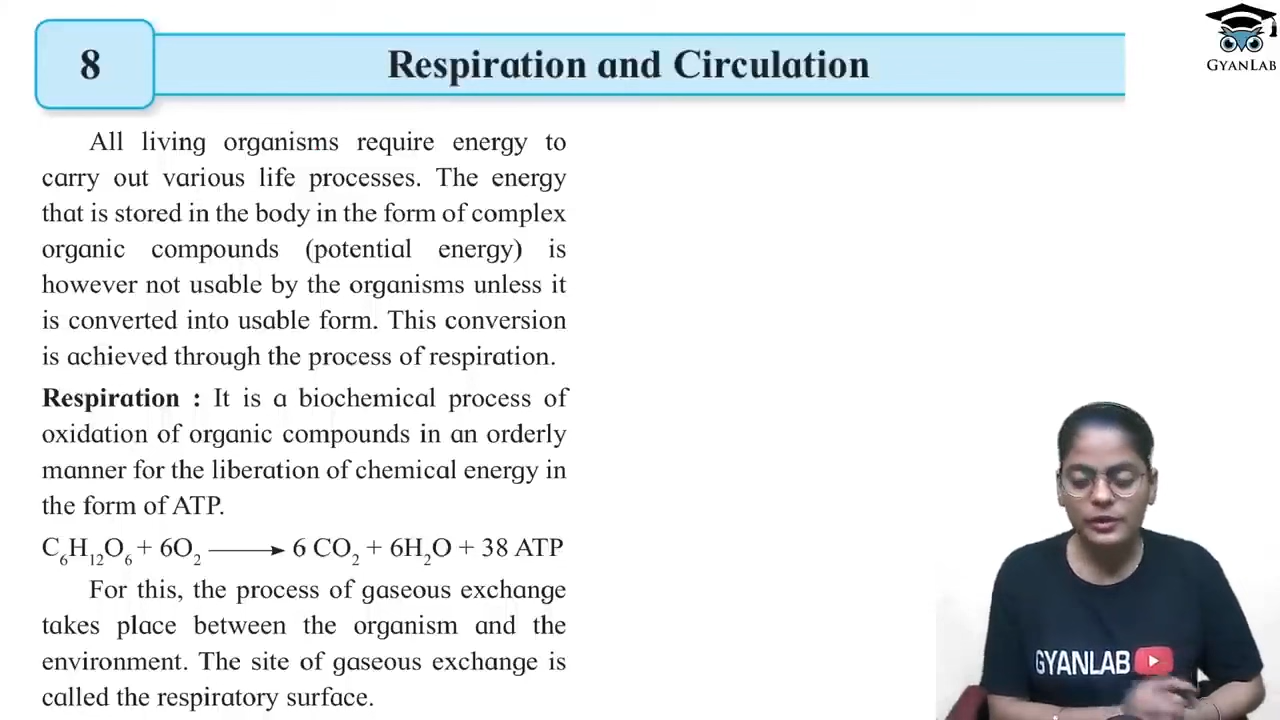 8
Respiration and Circulation
GYANLAB
All living organisms require energy to
carry out various life processes. The energy
that is stored in the body in the form of complex
organic compounds (potential energy) is
however not usable by the organisms unless it
is converted into usable form. This conversion
is achieved through the process of respiration.
Respiration : It is a biochemical process of
oxidation of organic compounds in an orderly
manner for the liberation of chemical energy in
the form of ATP.
C₆H₁₂O₆ + 6O₂ ⟶ 6 CO₂ + 6H₂O + 38 ATP
For this, the process of gaseous exchange
takes place between the organism and the
environment. The site of gaseous exchange is
called the respiratory surface.
GYANLAB